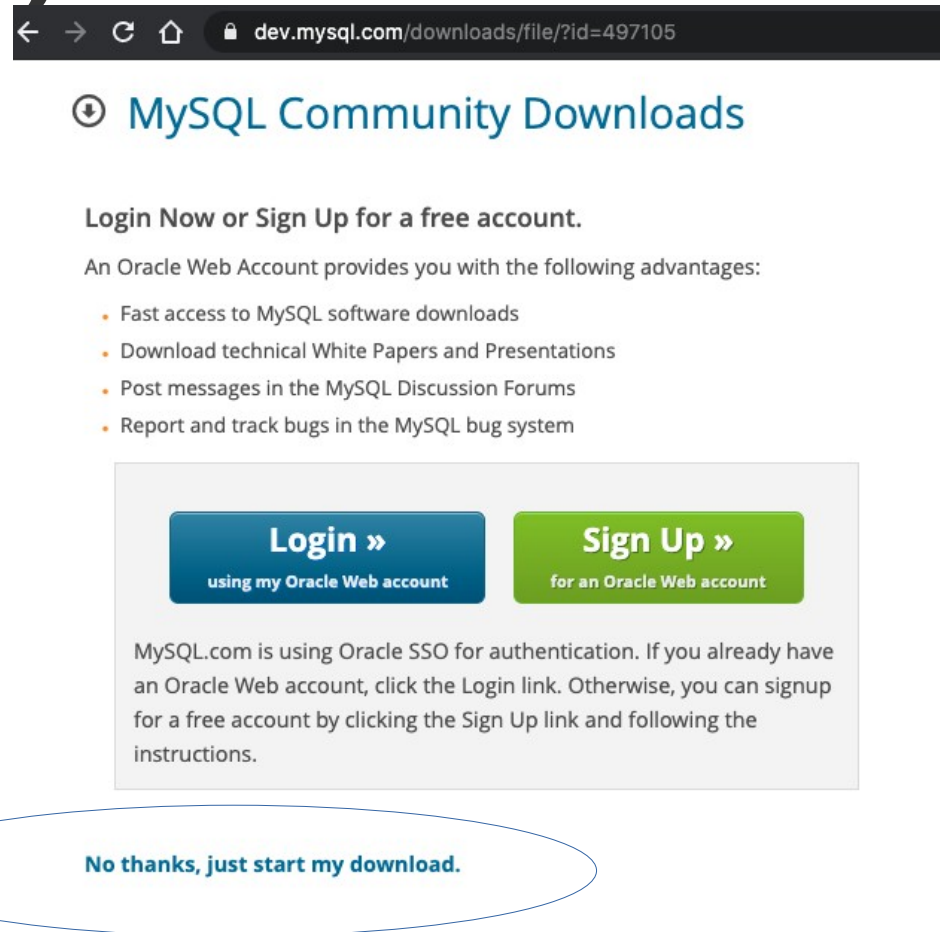 dev.mysql.com/downloads/file/?id=497105
MySQL Community Downloads
Login Now or Sign Up for a free account.
An Oracle Web Account provides you with the following advantages:
• Fast access to MySQL software downloads
• Download technical White Papers and Presentations
• Post messages in the MySQL Discussion Forums
• Report and track bugs in the MySQL bug system
Login »
using my Oracle Web account
Sign Up »
for an Oracle Web account
MySQL.com is using Oracle SSO for authentication. If you already have
an Oracle Web account, click the Login link. Otherwise, you can signup
for a free account by clicking the Sign Up link and following the
instructions.
No thanks, just start my download.